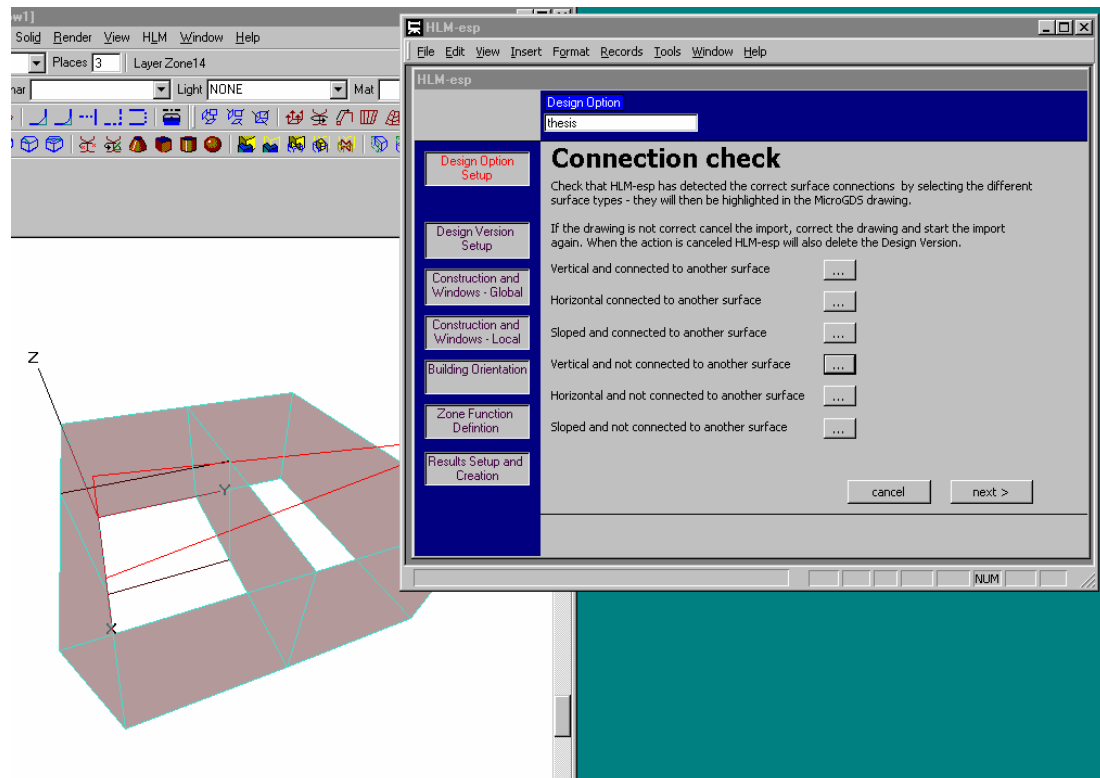 w1]
Solid Render View HLM Window Help
Places 3 Layer Zone14
nar Light NONE Mat
Z
Y
X
HLM-esp
File Edit View Insert Format Records Tools Window Help
HLM-esp
Design Option
thesis
Design Option
Setup
Design Version
Setup
Construction and
Windows - Global
Construction and
Windows - Local
Building Orientation
Zone Function
Defintion
Results Setup and
Creation
Connection check
Check that HLM-esp has detected the correct surface connections by selecting the different
surface types - they will then be highlighted in the MicroGDS drawing.
If the drawing is not correct cancel the import, correct the drawing and start the import
again. When the action is canceled HLM-esp will also delete the Design Version.
Vertical and connected to another surface ...
Horizontal connected to another surface ...
Sloped and connected to another surface ...
Vertical and not connected to another surface ...
Horizontal and not connected to another surface ...
Sloped and not connected to another surface ...
cancel next >
NUM